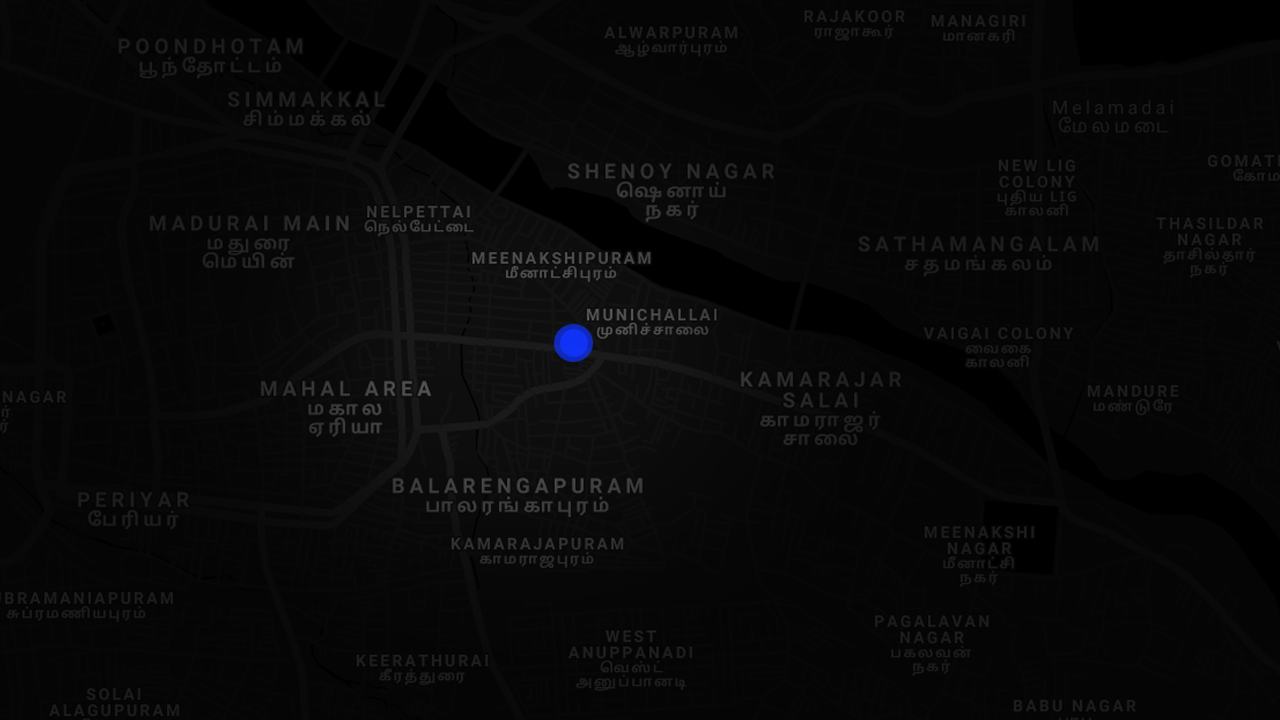 RAJAKOOR
ராஜாகூர்
MANAGIRI
மானகரி
ALWARPURAM
ஆழ்வார்புரம்
POONDHOTAM
பூந்தோட்டம்
SIMMAKKAL
சிம்மக்கல்
Melamadai
மேலமடை
SHENOY NAGAR
ஷெனாய்
நகர்
NEW LIG
COLONY
புதிய LIG
காலனி
GOMAT
கோம
MADURAI MAIN
மதுரை
மெயின்
NELPETTAI
நெல்பேட்டை
THASILDAR
NAGAR
தாசில்தார்
நகர்
SATHAMANGALAM
சதமங்கலம்
MEENAKSHIPURAM
மீனாட்சிபுரம்
MUNICHALLAI
முனிச்சாலை
VAIGAI COLONY
வைகை
காலனி
KAMARAJAR
SALAI
காமராஜர்
சாலை
MAHAL AREA
மகால
ஏரியா
NAGAR
ர்
MANDURE
மண்டுரே
BALARENGAPURAM
பாலரங்காபுரம்
PERIYAR
பேரியர்
MEENAKSHI
NAGAR
மீனாட்சி
நகர்
KAMARAJAPURAM
காமராஜபுரம்
UBRAMANIAPURAM
சுப்ரமணியபுரம்
PAGALAVAN
NAGAR
பகலவன்
நகர்
WEST
ANUPPANADI
வெஸ்ட்
அனுப்பானடி
KEERATHURAI
கீரத்துரை
SOLAI
ALAGUPURAM
BABU NAGAR